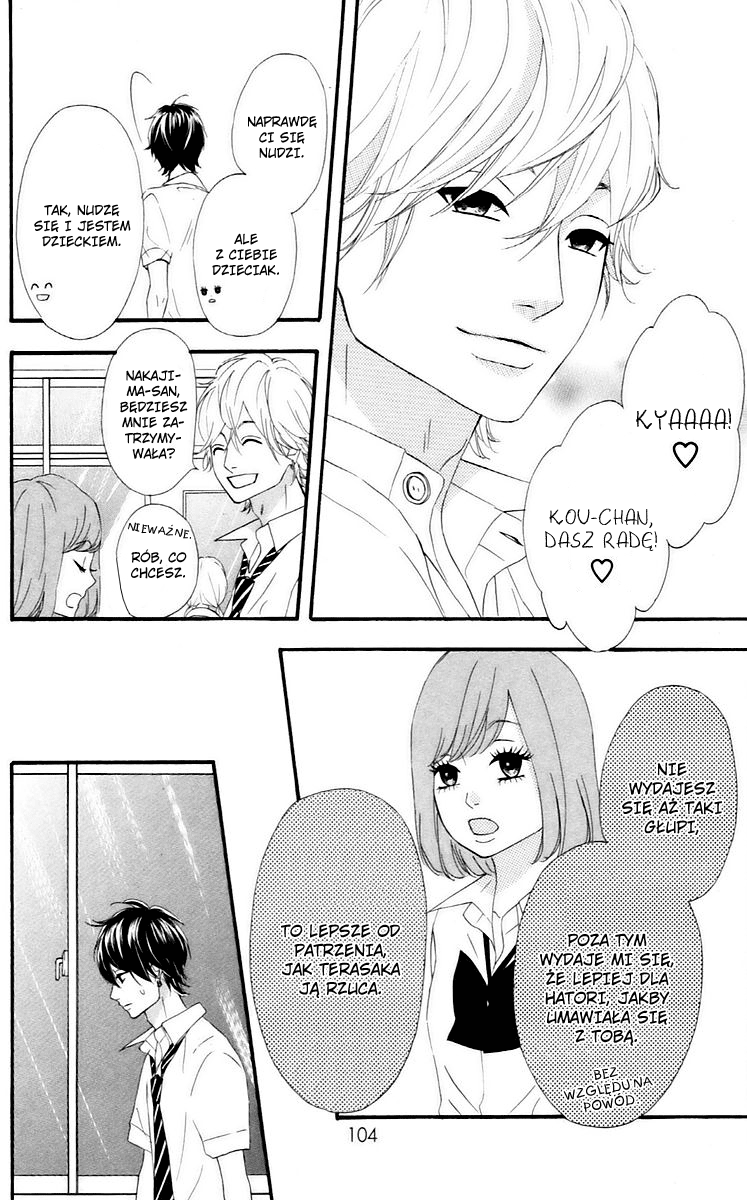 KYAAAA!
♡
KOU-CHAN,
DASZ RADĘ!
♡
NAPRAWDĘ
CI SIĘ
NUDZI.
ALE
Z CIEBIE
DZIECIAK.
TAK, NUDZĘ
SIĘ I JESTEM
DZIECKIEM.
NAKAJI-
MA-SAN,
BĘDZIESZ
MNIE ZA-
TRZYMY-
WAŁA?
NIEWAŻNE.
RÓB, CO
CHCESZ.
NIE
WYDAJESZ
SIĘ AŻ TAKI
GŁUPI,
POZA TYM
WYDAJE MI SIĘ,
ŻE LEPIEJ DLA
HATORI, JAKBY
UMAWIAŁA SIĘ
Z TOBĄ.
BEZ
WZGLĘDU NA
POWÓD.
TO LEPSZE OD
PATRZENIA,
JAK TERASAKA
JĄ RZUCA.
104